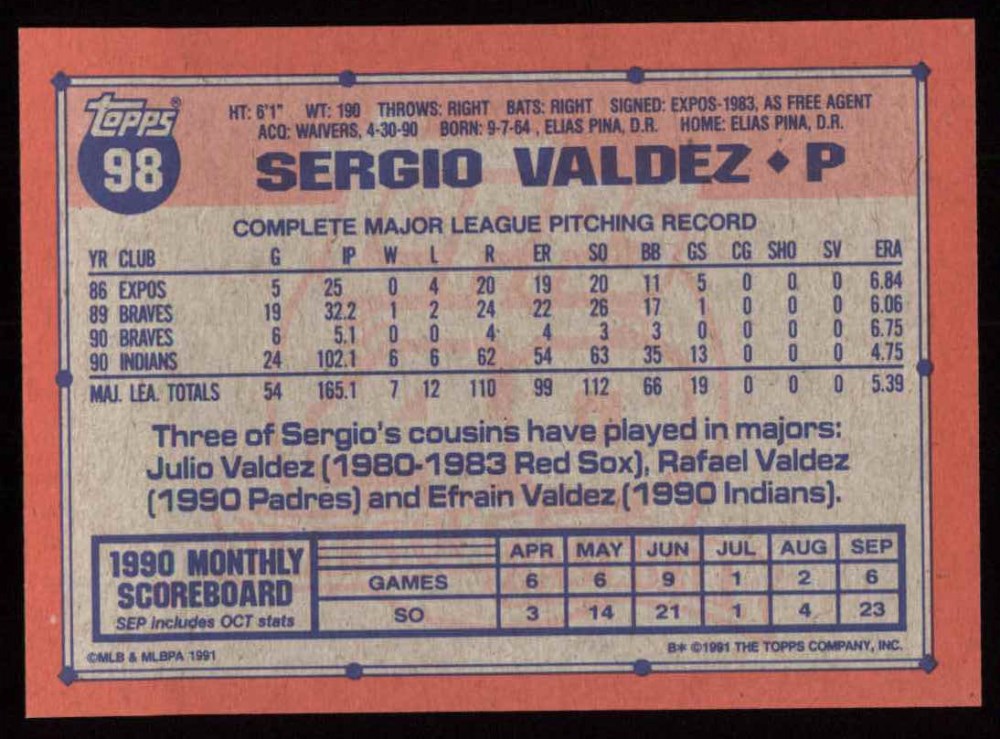 Topps®
98
HT: 6'1" WT: 190 THROWS: RIGHT BATS: RIGHT SIGNED: EXPOS-1983, AS FREE AGENT
ACQ: WAIVERS, 4-30-90 BORN: 9-7-64 , ELIAS PINA, D.R. HOME: ELIAS PINA, D.R.
SERGIO VALDEZ ♦ P
COMPLETE MAJOR LEAGUE PITCHING RECORD
YR CLUB G IP W L R ER SO BB GS CG SHO SV ERA
86 EXPOS 5 25 0 4 20 19 20 11 5 0 0 0 6.84
89 BRAVES 19 32.2 1 2 24 22 26 17 1 0 0 0 6.06
90 BRAVES 6 5.1 0 0 4 4 3 3 0 0 0 0 6.75
90 INDIANS 24 102.1 6 6 62 54 63 35 13 0 0 0 4.75
MAJ. LEA. TOTALS 54 165.1 7 12 110 99 112 66 19 0 0 0 5.39
Three of Sergio's cousins have played in majors:
Julio Valdez (1980-1983 Red Sox), Rafael Valdez
(1990 Padres) and Efrain Valdez (1990 Indians).
1990 MONTHLY
SCOREBOARD
SEP includes OCT stats
APR MAY JUN JUL AUG SEP
GAMES 6 6 9 1 2 6
SO 3 14 21 1 4 23
©MLB & MLBPA 1991
B* ©1991 THE TOPPS COMPANY, INC.